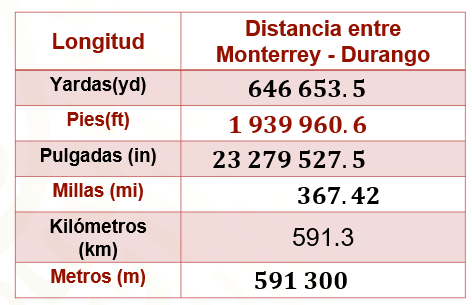 Longitud
Distancia entre
Monterrey - Durango
Yardas(yd)
646 653.5
Pies(ft)
1 939 960.6
Pulgadas (in)
23 279 527.5
Millas (mi)
367.42
Kilómetros
(km)
591.3
Metros (m)
591 300